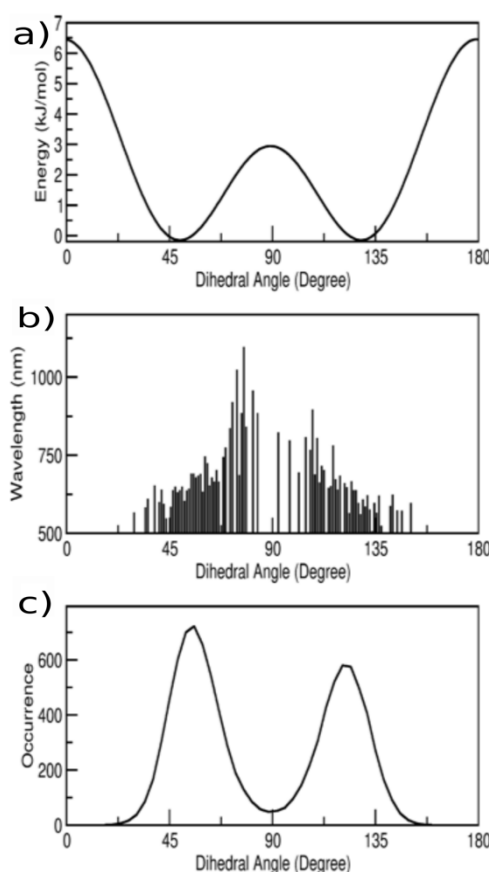 a)
7
6
5
4
3
2
1
0
Energy (kJ/mol)
0 45 90 135 180
Dihedral Angle (Degree)
b)
1000
750
500
Wavelength (nm)
0 45 90 135 180
Dihedral Angle (Degree)
c)
600
400
200
0
Occurrence
0 45 90 135 180
Dihedral Angle (Degree)